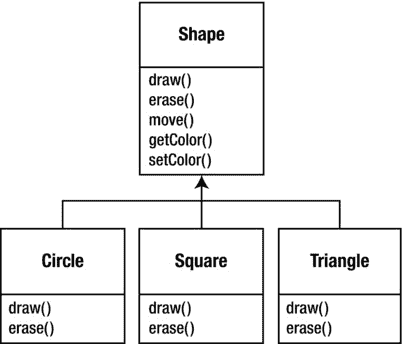 Shape
draw()
erase()
move()
getColor()
setColor()
Circle
draw()
erase()
Square
draw()
erase()
Triangle
draw()
erase()